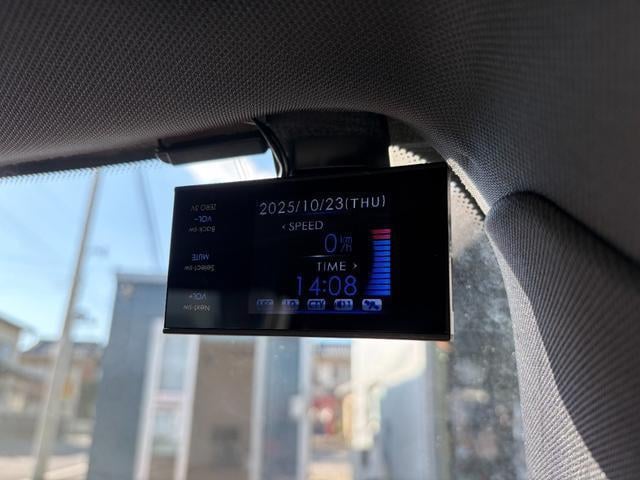 2025/10/23(THU)
‹SPEED
0km/h
TIME ›
14:08
ZERO 3V
VOL-
Back sw
MUTE
Select sw
VOL+
Next-sw